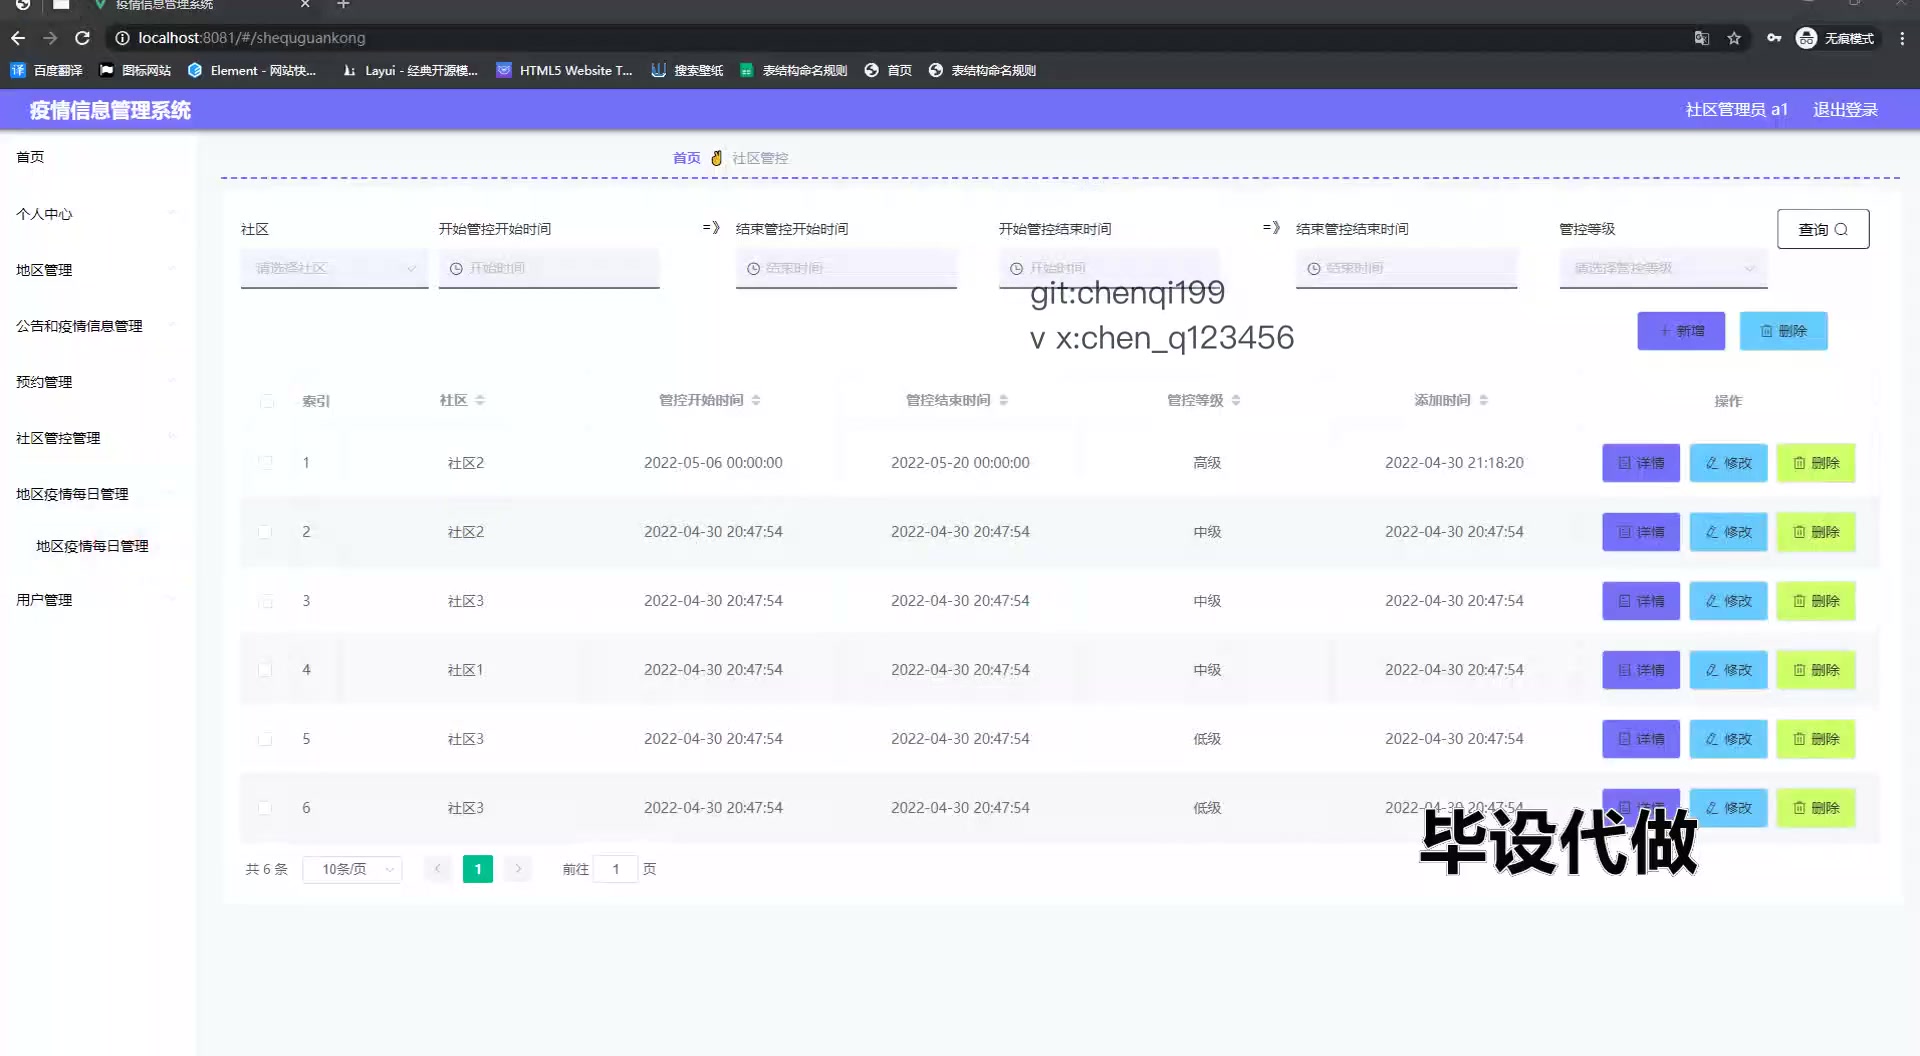 疫情信息管理系统
localhost:8081/#/shequguankong
无痕模式
百度翻译 图标网站 Element - 网站快... Layui - 经典开源模... HTML5 Website T... 搜索壁纸 表结构命名规则 首页 表结构命名规则
疫情信息管理系统 社区管理员 a1 退出登录
首页
个人中心
地区管理
公告和疫情信息管理
预约管理
社区管控管理
地区疫情每日管理
地区疫情每日管理
用户管理
首页 社区管控
社区 开始管控开始时间 =》 结束管控开始时间 开始管控结束时间 =》 结束管控结束时间 管控等级 查询
请选择社区 开始时间 结束时间 开始时间 结束时间 请选择管控等级
git:chenqi199
v x:chen_q123456
新增 删除
索引 社区 管控开始时间 管控结束时间 管控等级 添加时间 操作
1 社区2 2022-05-06 00:00:00 2022-05-20 00:00:00 高级 2022-04-30 21:18:20 详情 修改 删除
2 社区2 2022-04-30 20:47:54 2022-04-30 20:47:54 中级 2022-04-30 20:47:54 详情 修改 删除
3 社区3 2022-04-30 20:47:54 2022-04-30 20:47:54 中级 2022-04-30 20:47:54 详情 修改 删除
4 社区1 2022-04-30 20:47:54 2022-04-30 20:47:54 中级 2022-04-30 20:47:54 详情 修改 删除
5 社区3 2022-04-30 20:47:54 2022-04-30 20:47:54 低级 2022-04-30 20:47:54 详情 修改 删除
6 社区3 2022-04-30 20:47:54 2022-04-30 20:47:54 低级 2022-04-30 20:47:54 详情 修改 删除
毕设代做
共 6 条 10条/页 1 前往 1 页